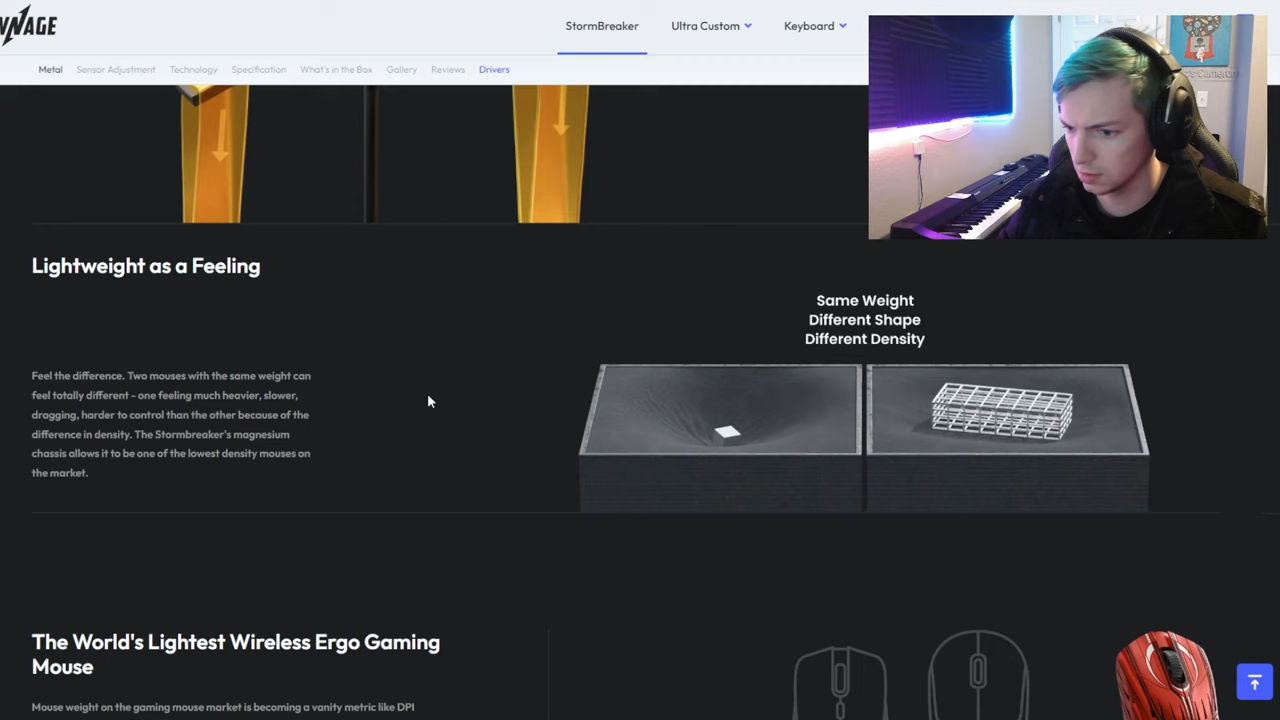 StormBreaker
Ultra Custom
Keyboard
Metal
Sensor Adjustment
Technology
Specification
What's in the Box
Gallery
Reviews
Drivers
Lightweight as a Feeling
Same Weight
Different Shape
Different Density
Feel the difference. Two mouses with the same weight can
feel totally different - one feeling much heavier, slower,
dragging, harder to control than the other because of the
difference in density. The Stormbreaker's magnesium
chassis allows it to be one of the lowest density mouses on
the market.
The World's Lightest Wireless Ergo Gaming
Mouse
Mouse weight on the gaming mouse market is becoming a vanity metric like DPI